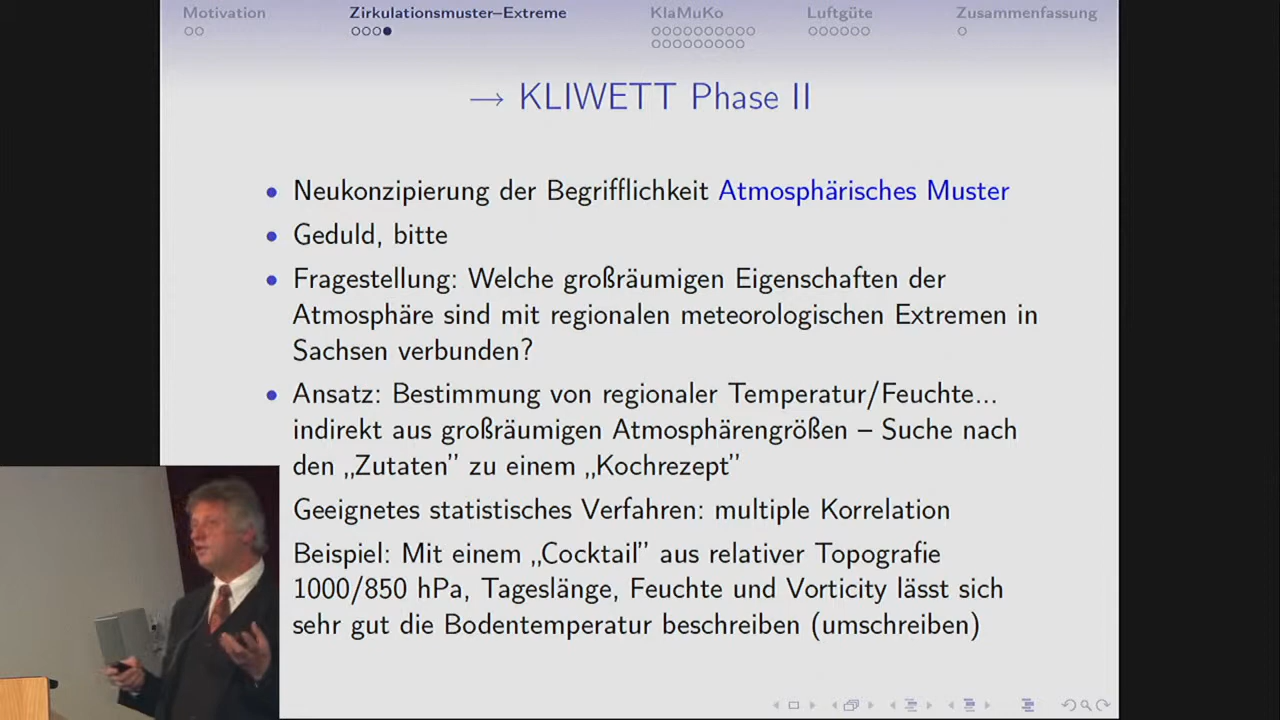 Motivation Zirkulationsmuster–Extreme KlaMuKo Luftgüte Zusammenfassung
→ KLIWETT Phase II
Neukonzipierung der Begrifflichkeit Atmosphärisches Muster
Geduld, bitte
Fragestellung: Welche großräumigen Eigenschaften der
Atmosphäre sind mit regionalen meteorologischen Extremen in
Sachsen verbunden?
Ansatz: Bestimmung von regionaler Temperatur/Feuchte...
indirekt aus großräumigen Atmosphärengrößen – Suche nach
den „Zutaten” zu einem „Kochrezept”
Geeignetes statistisches Verfahren: multiple Korrelation
Beispiel: Mit einem „Cocktail” aus relativer Topografie
1000/850 hPa, Tageslänge, Feuchte und Vorticity lässt sich
sehr gut die Bodentemperatur beschreiben (umschreiben)